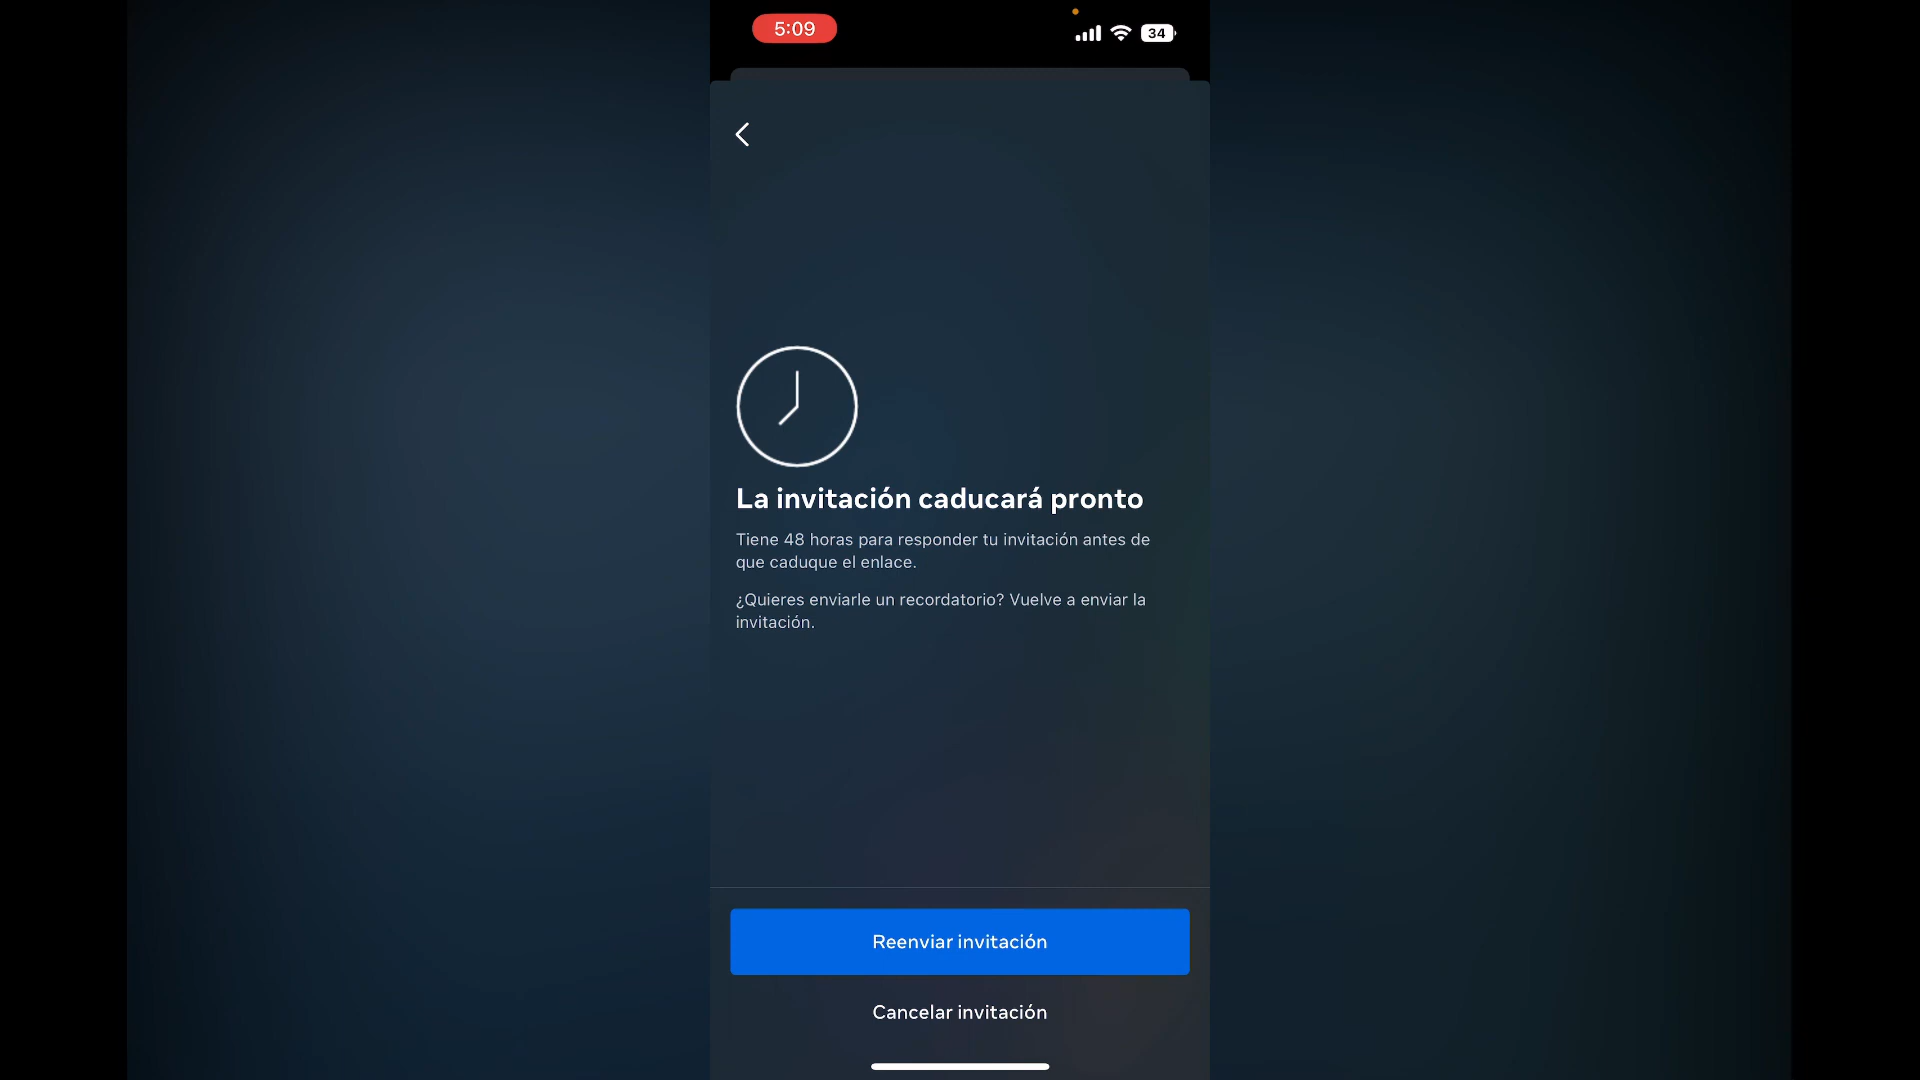 5:09
34
La invitación caducará pronto
Tiene 48 horas para responder tu invitación antes de
que caduque el enlace.
¿Quieres enviarle un recordatorio? Vuelve a enviar la
invitación.
Reenviar invitación
Cancelar invitación